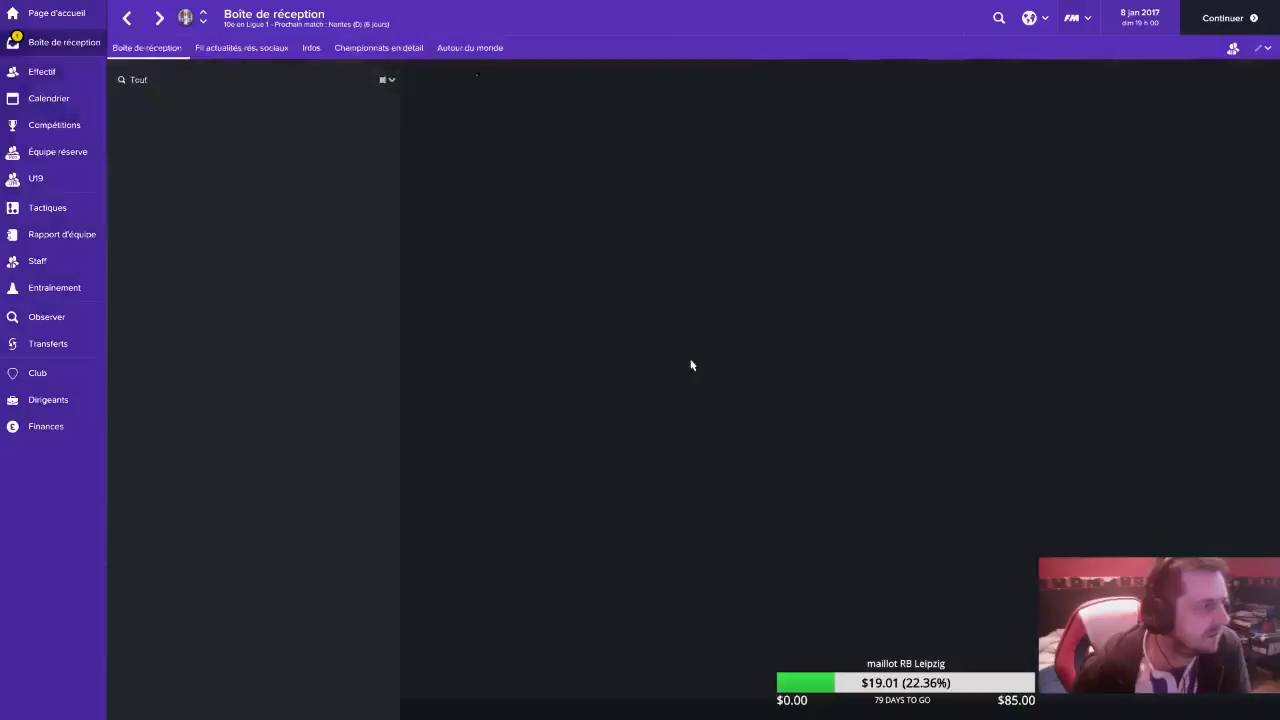 Page d'accueil
Boîte de réception
Effectif
Calendrier
Compétitions
Équipe réserve
U19
Tactiques
Rapport d'équipe
Staff
Entraînement
Observer
Transferts
Club
Dirigeants
Finances
Boîte de réception
10e en Ligue 1 - Prochain match : Nantes (D) (6 jours)
FM
8 jan 2017
dim 19 h 00
Continuer
Boîte de réception
Fil actualités rés. sociaux
Infos
Championnats en détail
Autour du monde
Tout
maillot RB Leipzig
$19.01 (22.36%)
$0.00
79 DAYS TO GO
$85.00